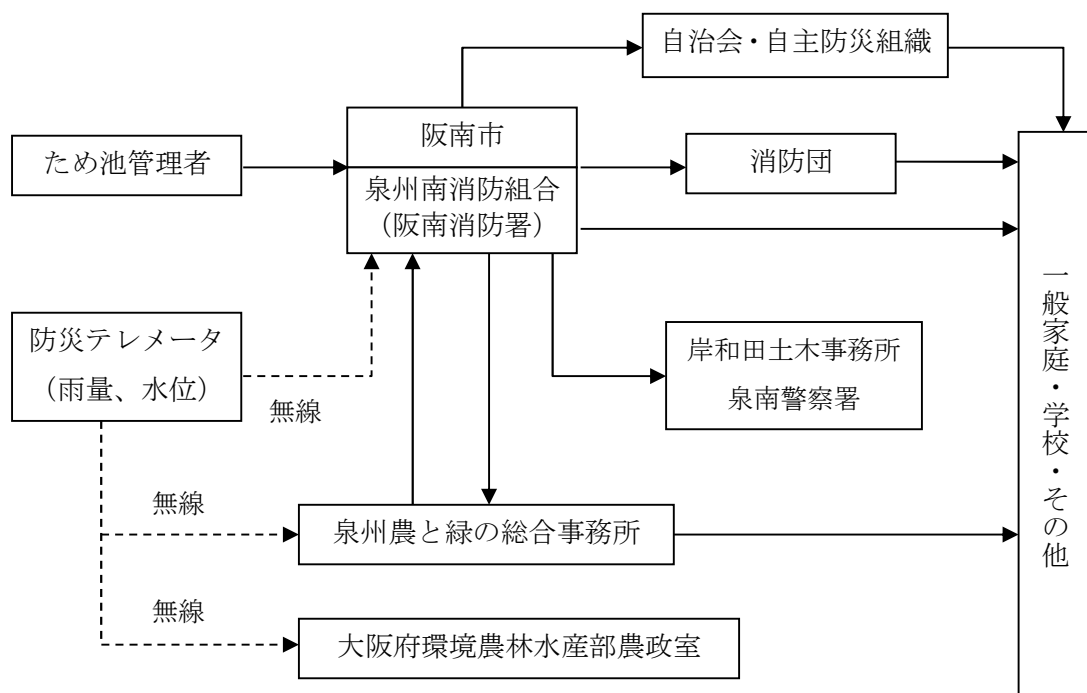 自治会・自主防災組織
阪南市
ため池管理者
消防団
泉州南消防組合
（阪南消防署）
一般家庭・学校・その他
防災テレメータ
（雨量、水位）
無線
岸和田土木事務所
泉南警察署
無線
泉州農と緑の総合事務所
無線
大阪府環境農林水産部農政室